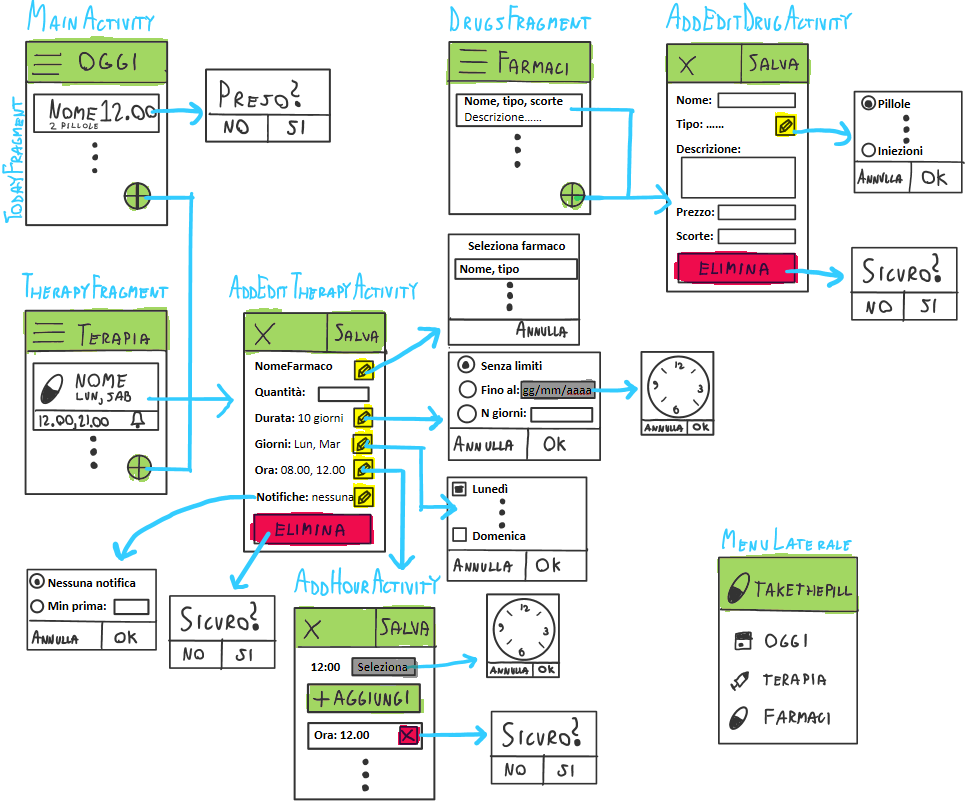 MAINACTIVITY
TODAYFRAGMENT
OGGI
NOME 12.00
2 PILLOLE
PRESO?
NO SI
THERAPYFRAGMENT
TERAPIA
NOME
LUN, SAB
12.00, 21.00
ADDEDITTHERAPYACTIVITY
X SALVA
NomeFarmaco
Quantità:
Durata: 10 giorni
Giorni: Lun, Mar
Ora: 08.00, 12.00
Notifiche: nessuna
ELIMINA
Nessuna notifica
Min prima:
ANNULLA OK
SICURO?
NO SI
DRUGSFRAGMENT
FARMACI
Nome, tipo, scorte
Descrizione......
Seleziona farmaco
Nome, tipo
ANNULLA
Senza limiti
Fino al: gg/mm/aaaa
N giorni:
ANNULLA OK
12
3
6
9
ANNULLA OK
Lunedì
Domenica
ANNULLA OK
ADDHOURACTIVITY
X SALVA
12:00 Seleziona
+ AGGIUNGI
Ora: 12.00 X
12
3
6
9
ANNULLA OK
SICURO?
NO SI
ADDEDITDRUGACTIVITY
X SALVA
Nome:
Tipo: ......
Descrizione:
Prezzo:
Scorte:
ELIMINA
Pillole
Iniezioni
ANNULLA OK
SICURO?
NO SI
MENULATERALE
TAKETHEPILL
OGGI
TERAPIA
FARMACI